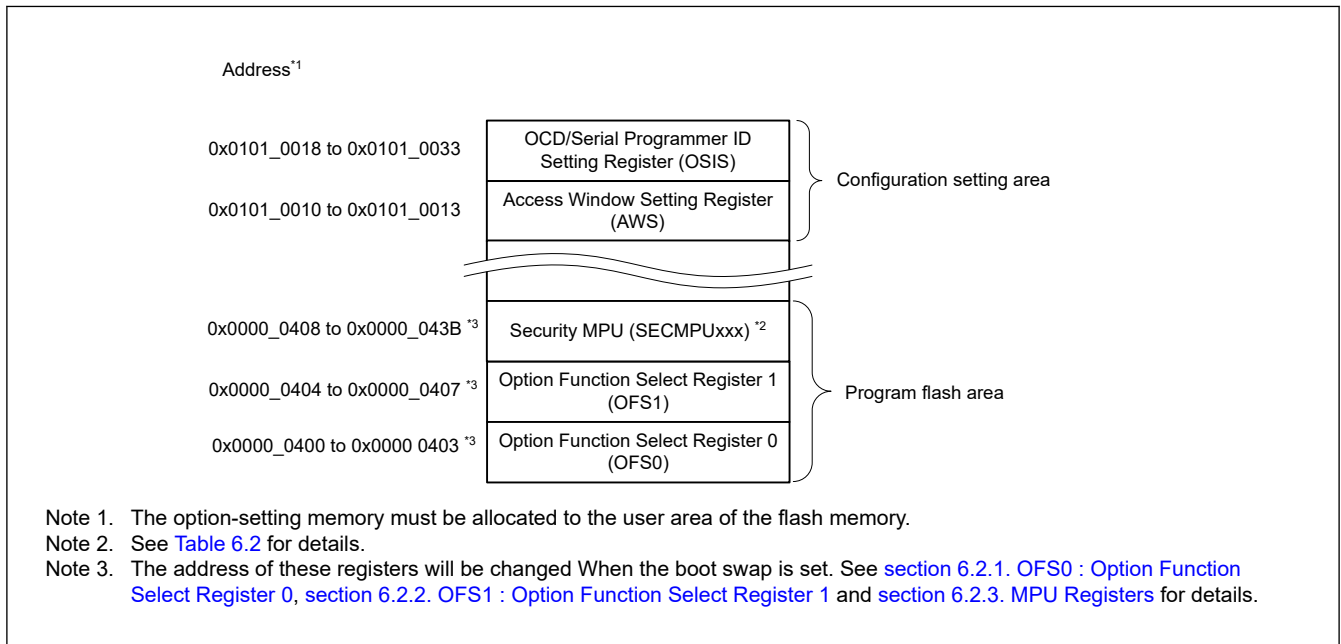 Address*1
0x0101_0018 to 0x0101_0033
OCD/Serial Programmer ID
Setting Register (OSIS)
Configuration setting area
0x0101_0010 to 0x0101_0013
Access Window Setting Register
(AWS)
0x0000_0408 to 0x0000_043B *3
Security MPU (SECMPUxxx) *2
0x0000_0404 to 0x0000_0407 *3
Option Function Select Register 1
(OFS1)
Program flash area
0x0000_0400 to 0x0000 0403 *3
Option Function Select Register 0
(OFS0)
Note 1. The option-setting memory must be allocated to the user area of the flash memory.
Note 2. See Table 6.2 for details.
Note 3. The address of these registers will be changed When the boot swap is set. See section 6.2.1. OFS0 : Option Function
Select Register 0, section 6.2.2. OFS1 : Option Function Select Register 1 and section 6.2.3. MPU Registers for details.